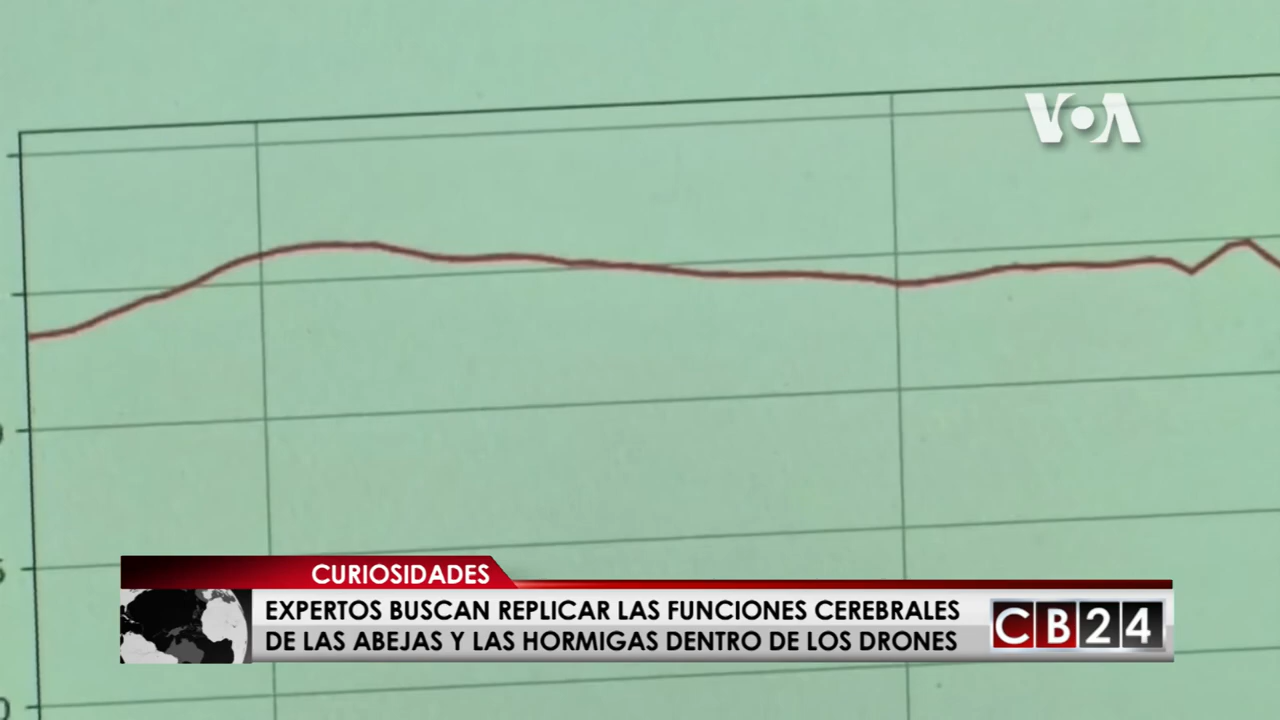 VOA
CURIOSIDADES
EXPERTOS BUSCAN REPLICAR LAS FUNCIONES CEREBRALES
DE LAS ABEJAS Y LAS HORMIGAS DENTRO DE LOS DRONES
CB24